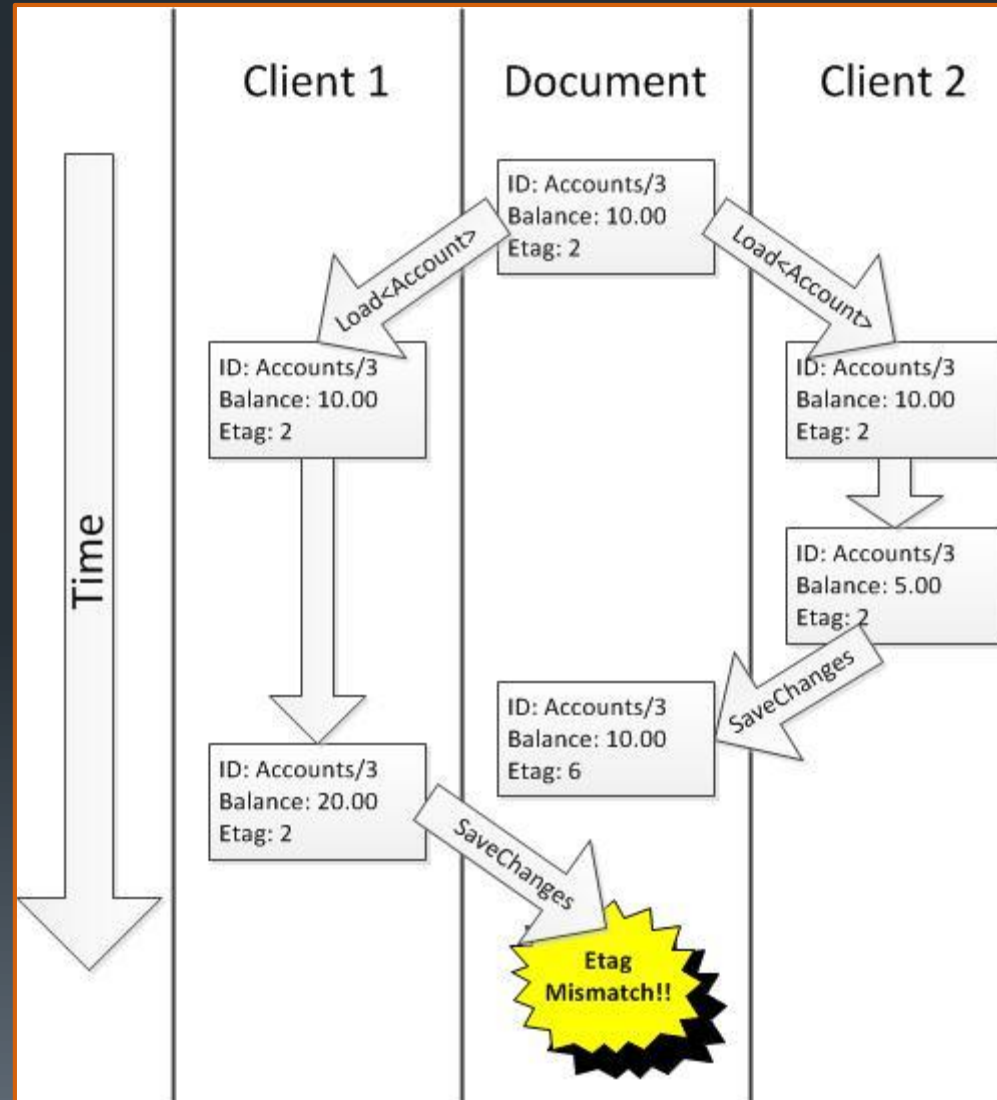 Client 1
Document
Client 2
ID: Accounts/3
Balance: 10.00
Etag: 2
Load<Account>
Load<Account>
ID: Accounts/3
Balance: 10.00
Etag: 2
ID: Accounts/3
Balance: 10.00
Etag: 2
Time
ID: Accounts/3
Balance: 5.00
Etag: 2
SaveChanges
ID: Accounts/3
Balance: 10.00
Etag: 6
ID: Accounts/3
Balance: 20.00
Etag: 2
SaveChanges
Etag
Mismatch!!